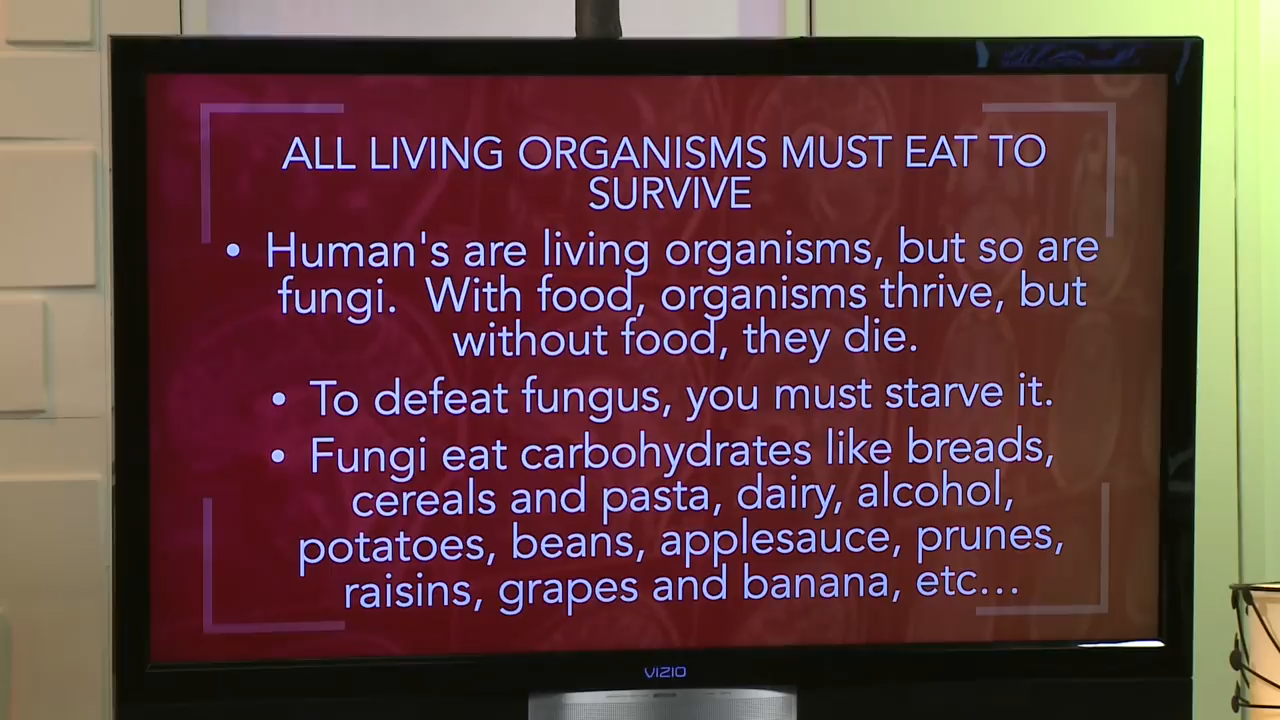 ALL LIVING ORGANISMS MUST EAT TO
SURVIVE
• Human's are living organisms, but so are
fungi. With food, organisms thrive, but
without food, they die.
• To defeat fungus, you must starve it.
• Fungi eat carbohydrates like breads,
cereals and pasta, dairy, alcohol,
potatoes, beans, applesauce, prunes,
raisins, grapes and banana, etc...
VIZIO